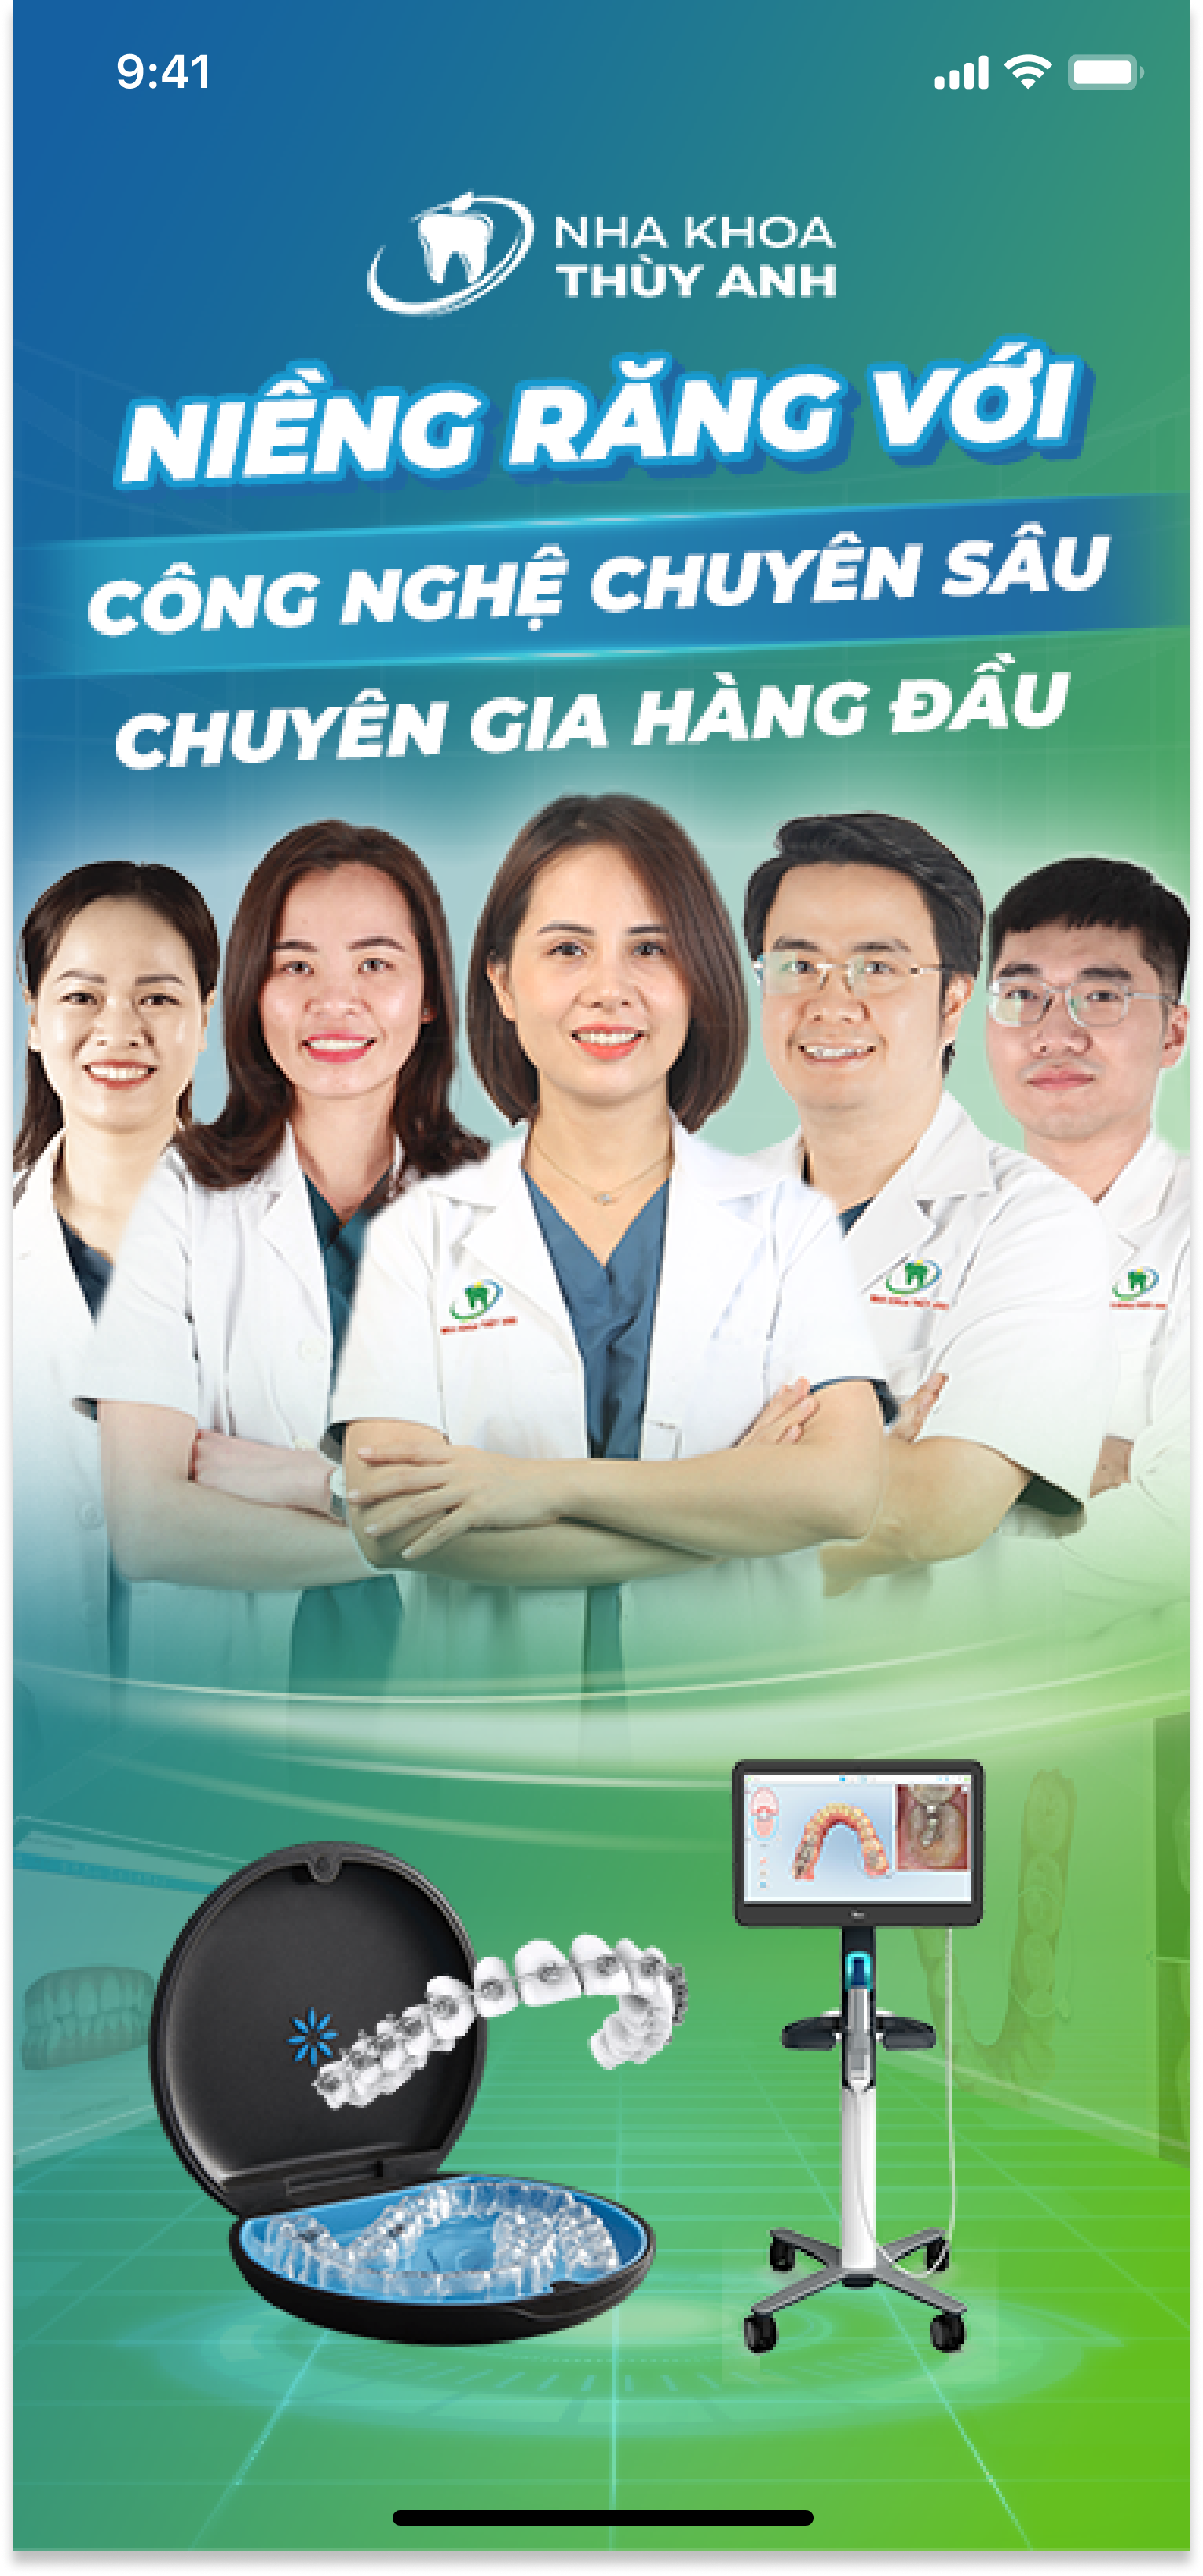 9:41
NHA KHOA
THÙY ANH
NIỀNG RĂNG VỚI
CÔNG NGHỆ CHUYÊN SÂU
CHUYÊN GIA HÀNG ĐẦU